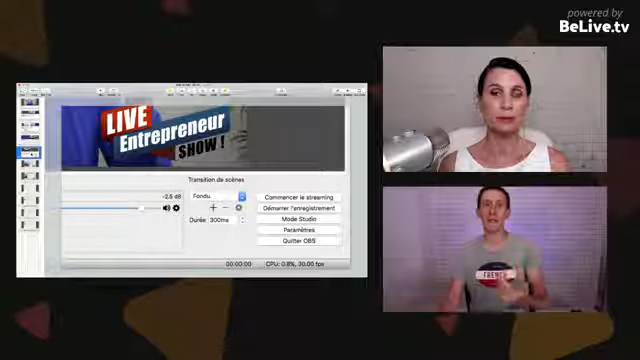 powered by
BeLive.tv
LIVE
Entrepreneur
SHOW !
Transition de scènes
-2.5 dB
Fondu
Commencer le streaming
Démarrer l'enregistrement
Durée 300ms
Mode Studio
Paramètres
Quitter OBS
00:00:00
CPU: 0.8%, 30.00 fps
FRENCH